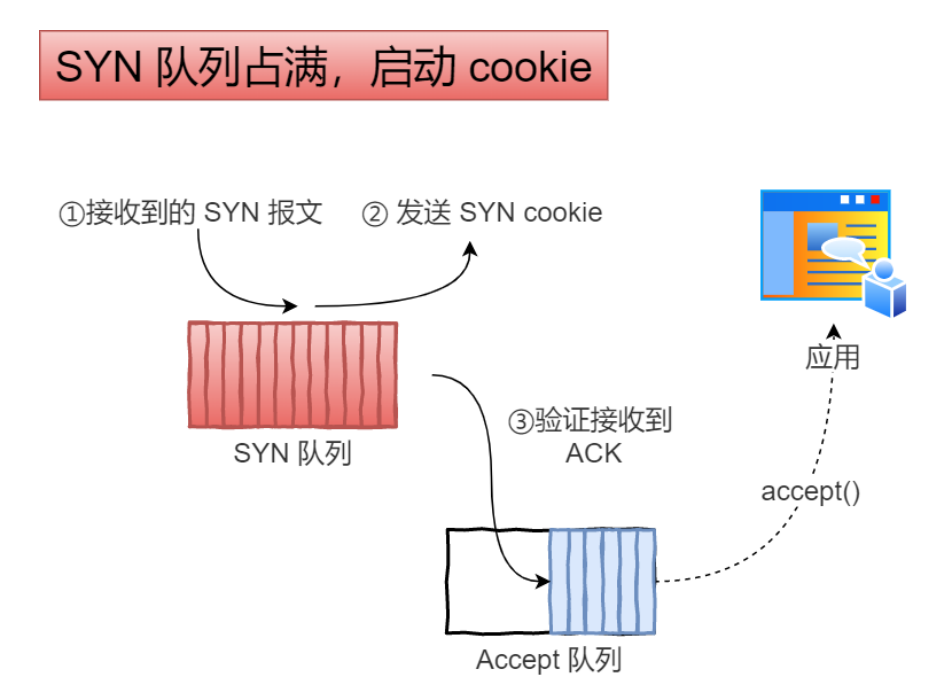 SYN 队列占满，启动 cookie
①接收到的 SYN 报文
② 发送 SYN cookie
应用
SYN 队列
③验证接收到
ACK
accept()
Accept 队列